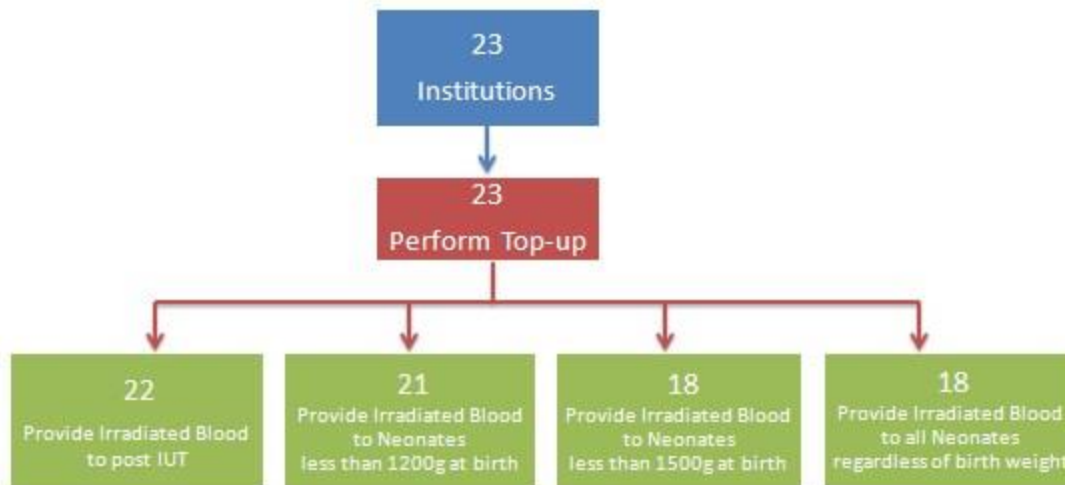 23
Institutions
23
Perform Top-up
22
Provide Irradiated Blood
to post IUT
21
Provide Irradiated Blood
to Neonates
less than 1200g at birth
18
Provide Irradiated Blood
to Neonates
less than 1500g at birth
18
Provide Irradiated Blood
to all Neonates
regardless of birth weight